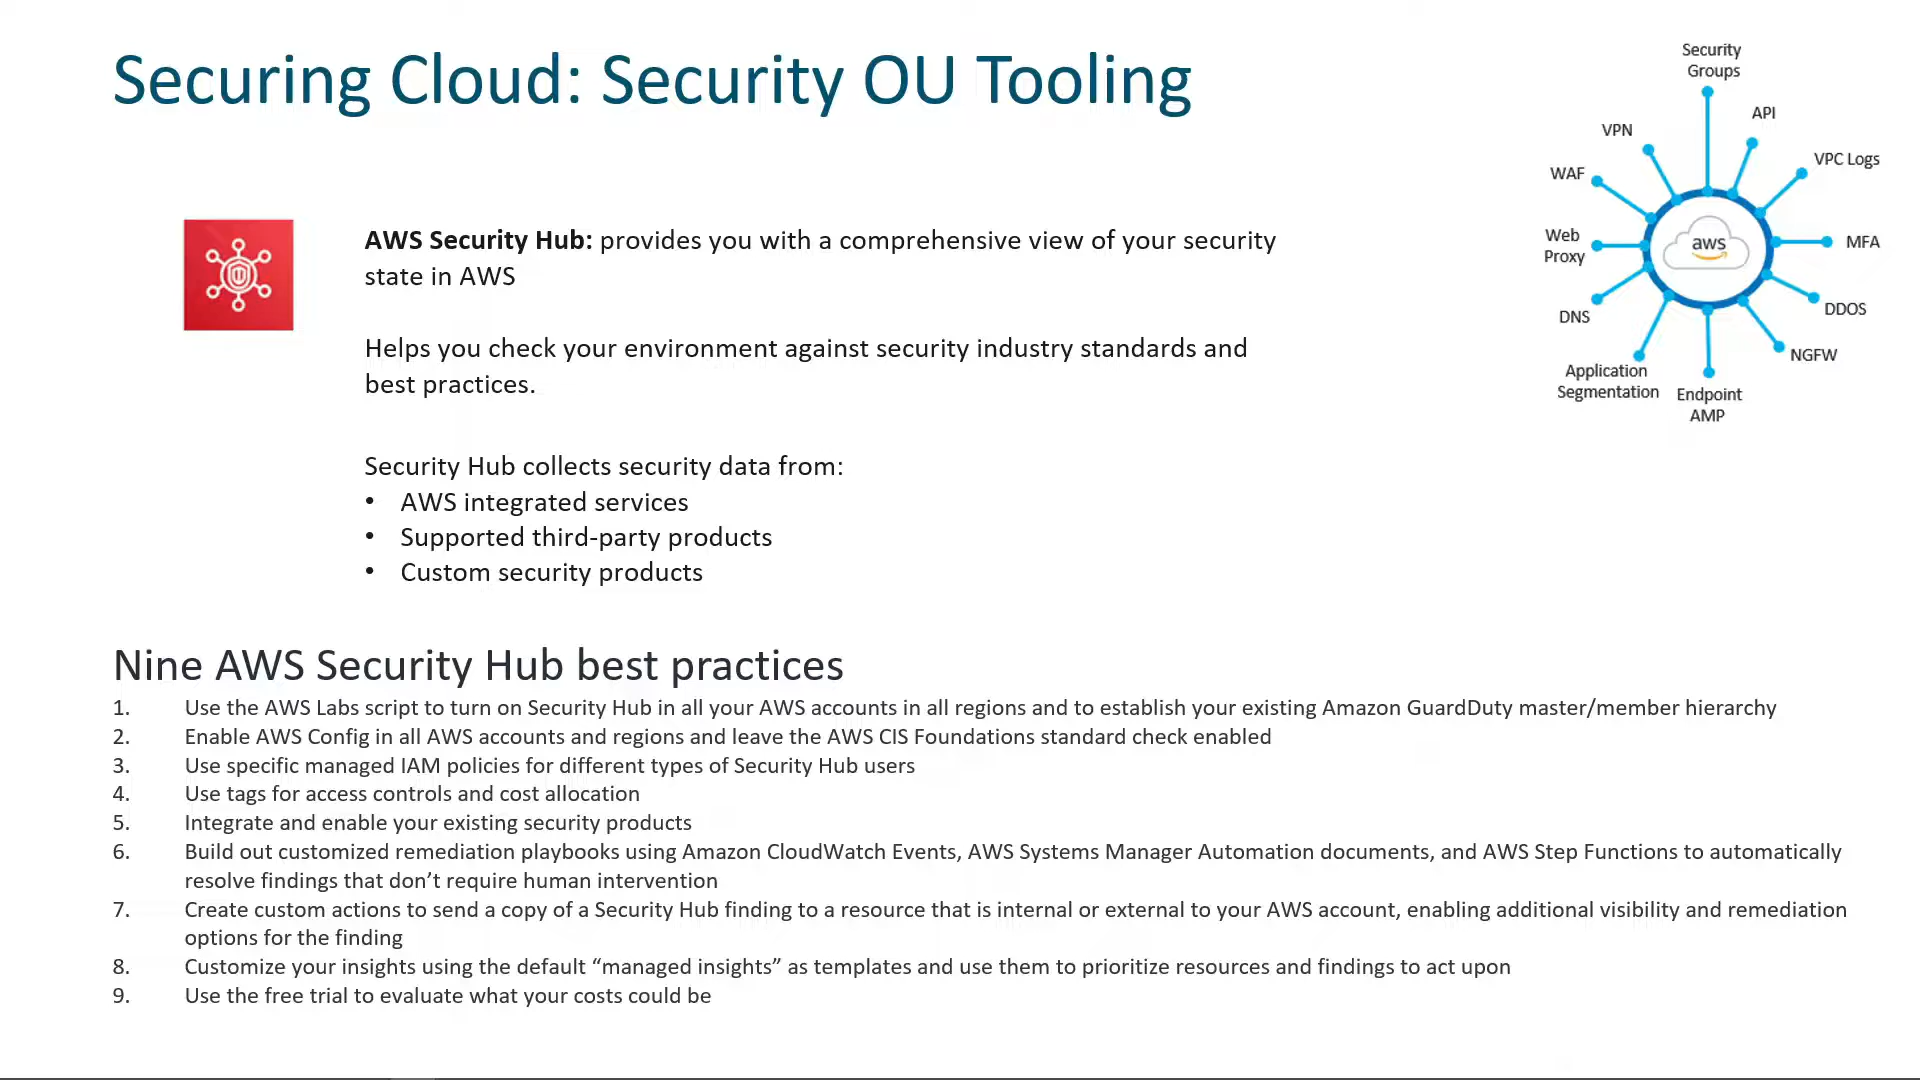 Securing Cloud: Security OU Tooling
AWS Security Hub: provides you with a comprehensive view of your security
state in AWS
Helps you check your environment against security industry standards and
best practices.
Security Hub collects security data from:
• AWS integrated services
• Supported third-party products
• Custom security products
Security
Groups
API
VPN
VPC Logs
WAF
Web
Proxy
aws
MFA
DNS
DDOS
NGFW
Application
Segmentation
Endpoint
AMP
Nine AWS Security Hub best practices
1. Use the AWS Labs script to turn on Security Hub in all your AWS accounts in all regions and to establish your existing Amazon GuardDuty master/member hierarchy
2. Enable AWS Config in all AWS accounts and regions and leave the AWS CIS Foundations standard check enabled
3. Use specific managed IAM policies for different types of Security Hub users
4. Use tags for access controls and cost allocation
5. Integrate and enable your existing security products
6. Build out customized remediation playbooks using Amazon CloudWatch Events, AWS Systems Manager Automation documents, and AWS Step Functions to automatically
resolve findings that don’t require human intervention
7. Create custom actions to send a copy of a Security Hub finding to a resource that is internal or external to your AWS account, enabling additional visibility and remediation
options for the finding
8. Customize your insights using the default “managed insights” as templates and use them to prioritize resources and findings to act upon
9. Use the free trial to evaluate what your costs could be